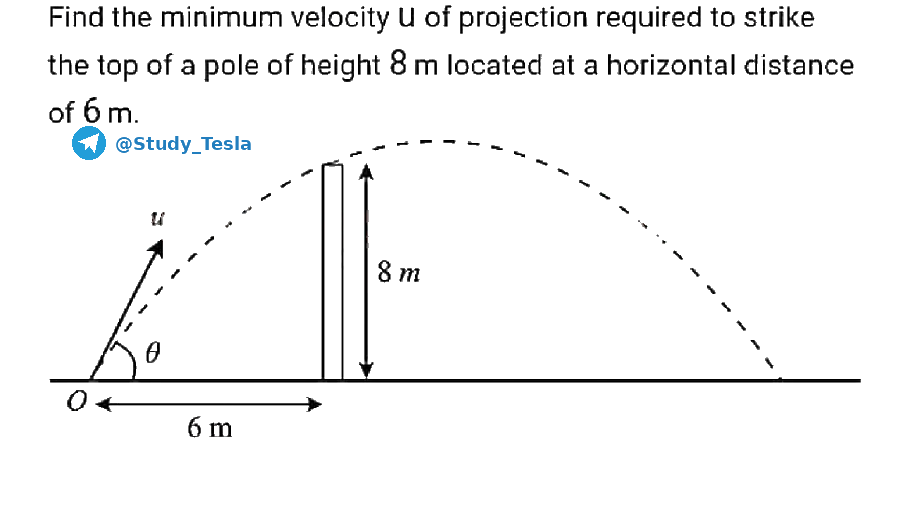 Find the minimum velocity u of projection required to strike
the top of a pole of height 8 m located at a horizontal distance
of 6 m.
@Study_Tesla
u
8 m
θ
O
6 m